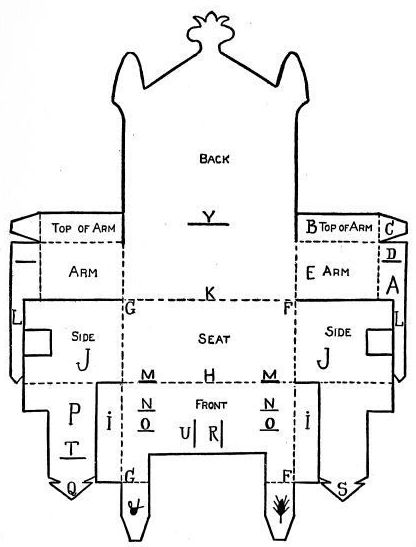 BACK
Y
TOP OF ARM
B TOP OF ARM C
D
ARM
E ARM
A
K
G F
L L
SIDE SEAT SIDE
J J
M H M
N FRONT N
O O
P
i U R i
T
G F
Q S